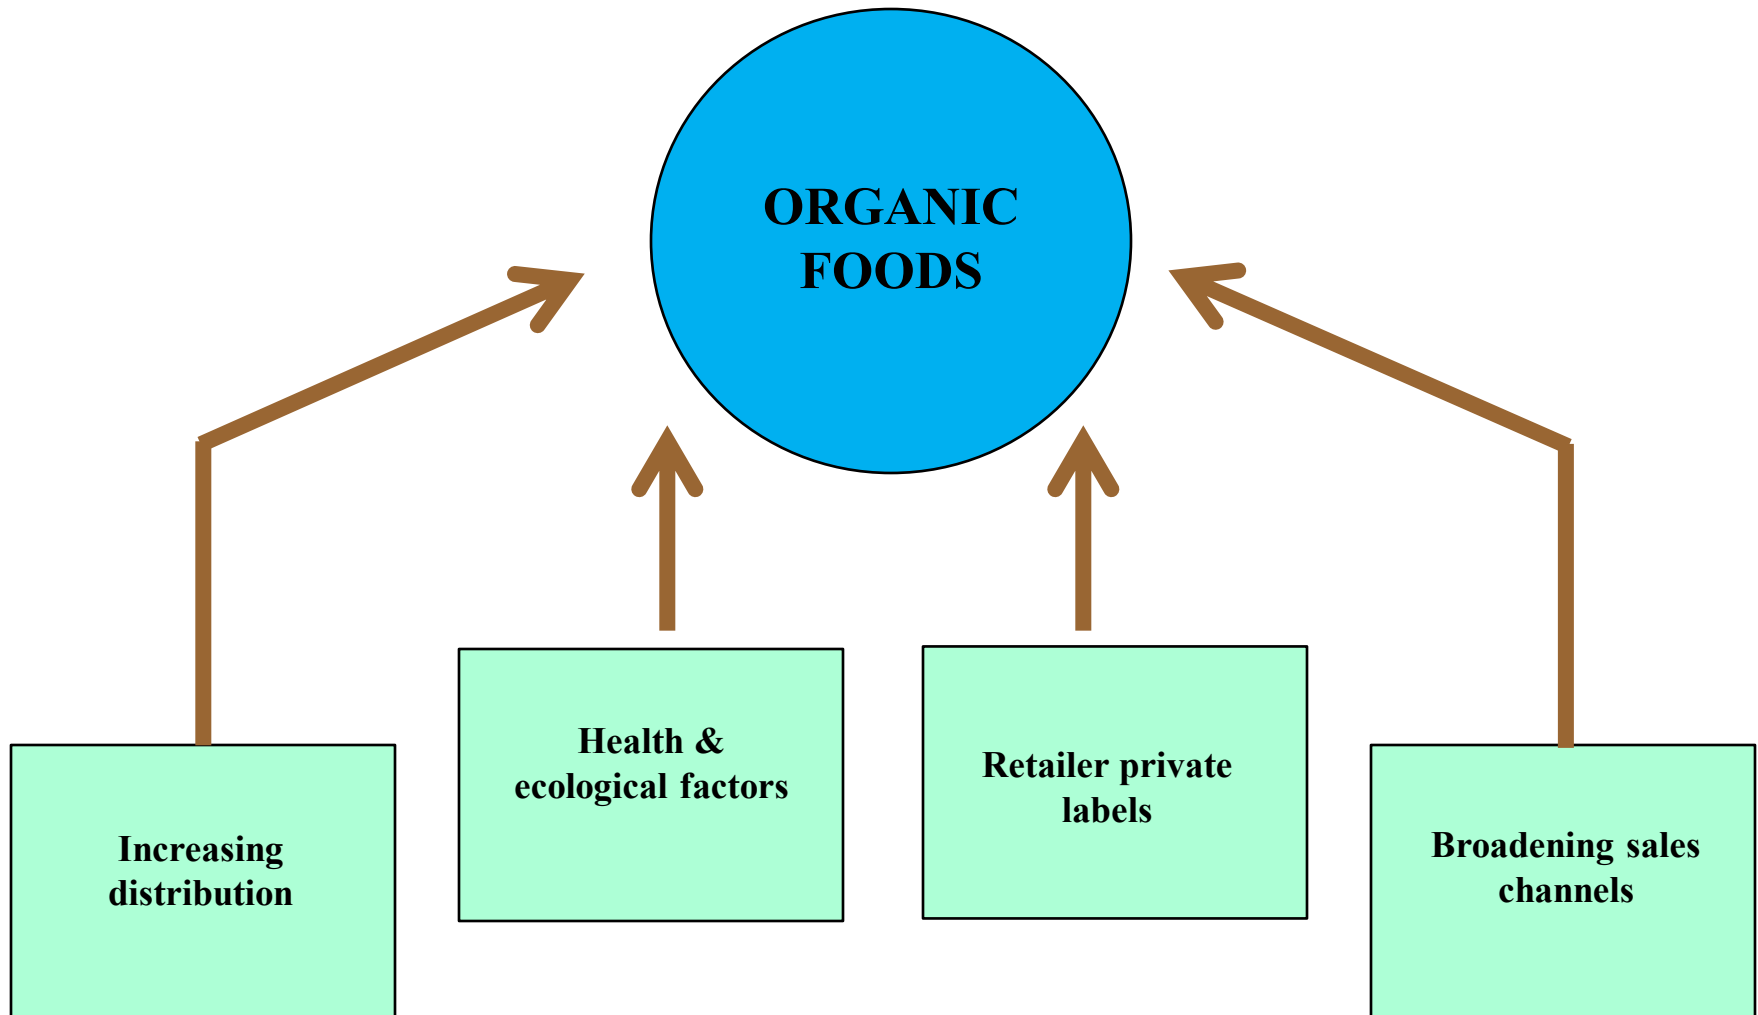 ORGANIC
FOODS
Increasing
distribution
Health &
ecological factors
Retailer private
labels
Broadening sales
channels